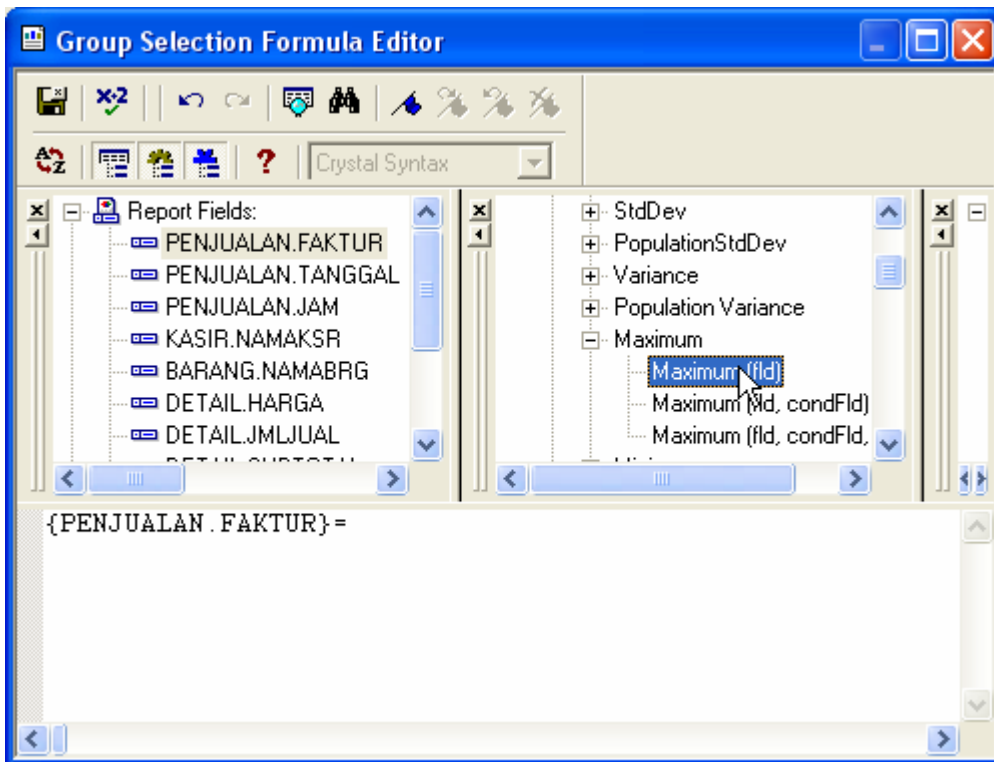 Group Selection Formula Editor
Crystal Syntax
Report Fields:
PENJUALAN.FAKTUR
PENJUALAN.TANGGAL
PENJUALAN.JAM
KASIR.NAMAKSR
BARANG.NAMABRG
DETAIL.HARGA
DETAIL.JMLJUAL
StdDev
PopulationStdDev
Variance
Population Variance
Maximum
Maximum (fld)
Maximum (fld, condFld)
Maximum (fld, condFld,
{PENJUALAN.FAKTUR}=